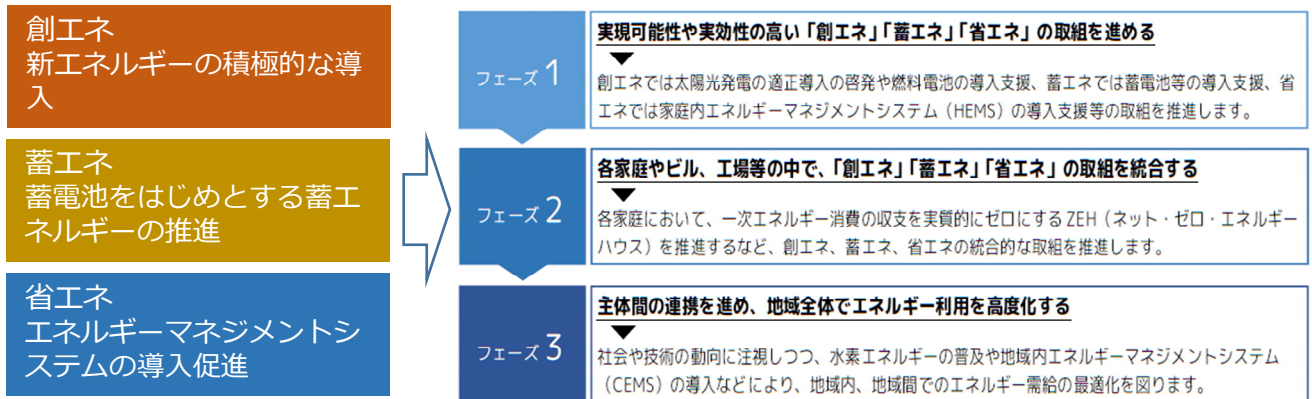 創エネ
新エネルギーの積極的な導
入
蓄エネ
蓄電池をはじめとする蓄エ
ネルギーの推進
省エネ
エネルギーマネジメントシ
ステムの導入促進
フェーズ 1
実現可能性や実効性の高い「創エネ」「蓄エネ」「省エネ」の取組を進める
創エネでは太陽光発電の適正導入の啓発や燃料電池の導入支援、蓄エネでは蓄電池等の導入支援、省
エネでは家庭内エネルギーマネジメントシステム（HEMS）の導入支援等の取組を推進します。
フェーズ 2
各家庭やビル、工場等の中で、「創エネ」「蓄エネ」「省エネ」の取組を統合する
各家庭において、一次エネルギー消費の収支を実質的にゼロにする ZEH（ネット・ゼロ・エネルギー
ハウス）を推進するなど、創エネ、蓄エネ、省エネの統合的な取組を推進します。
フェーズ 3
主体間の連携を進め、地域全体でエネルギー利用を高度化する
社会や技術の動向に注視しつつ、水素エネルギーの普及や地域内エネルギーマネジメントシステム
（CEMS）の導入などにより、地域内、地域間でのエネルギー需給の最適化を図ります。